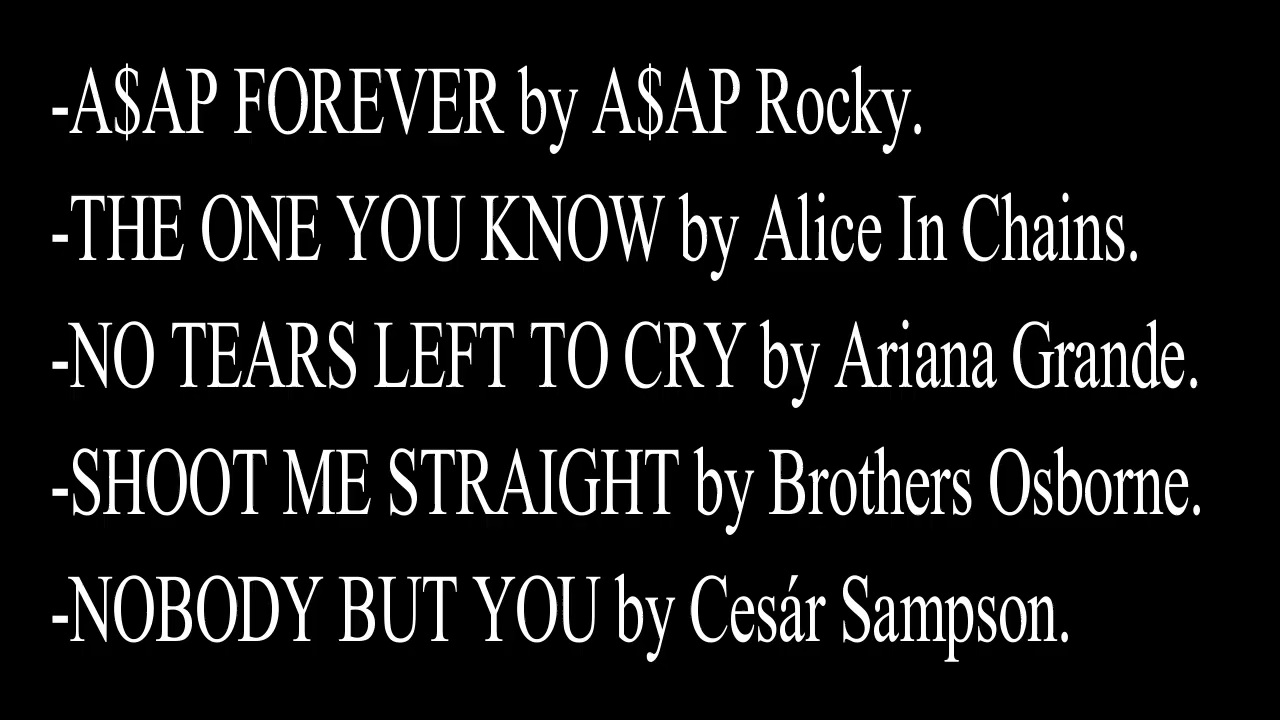 -A$AP FOREVER by A$AP Rocky.
-THE ONE YOU KNOW by Alice In Chains.
-NO TEARS LEFT TO CRY by Ariana Grande.
-SHOOT ME STRAIGHT by Brothers Osborne.
-NOBODY BUT YOU by Cesár Sampson.